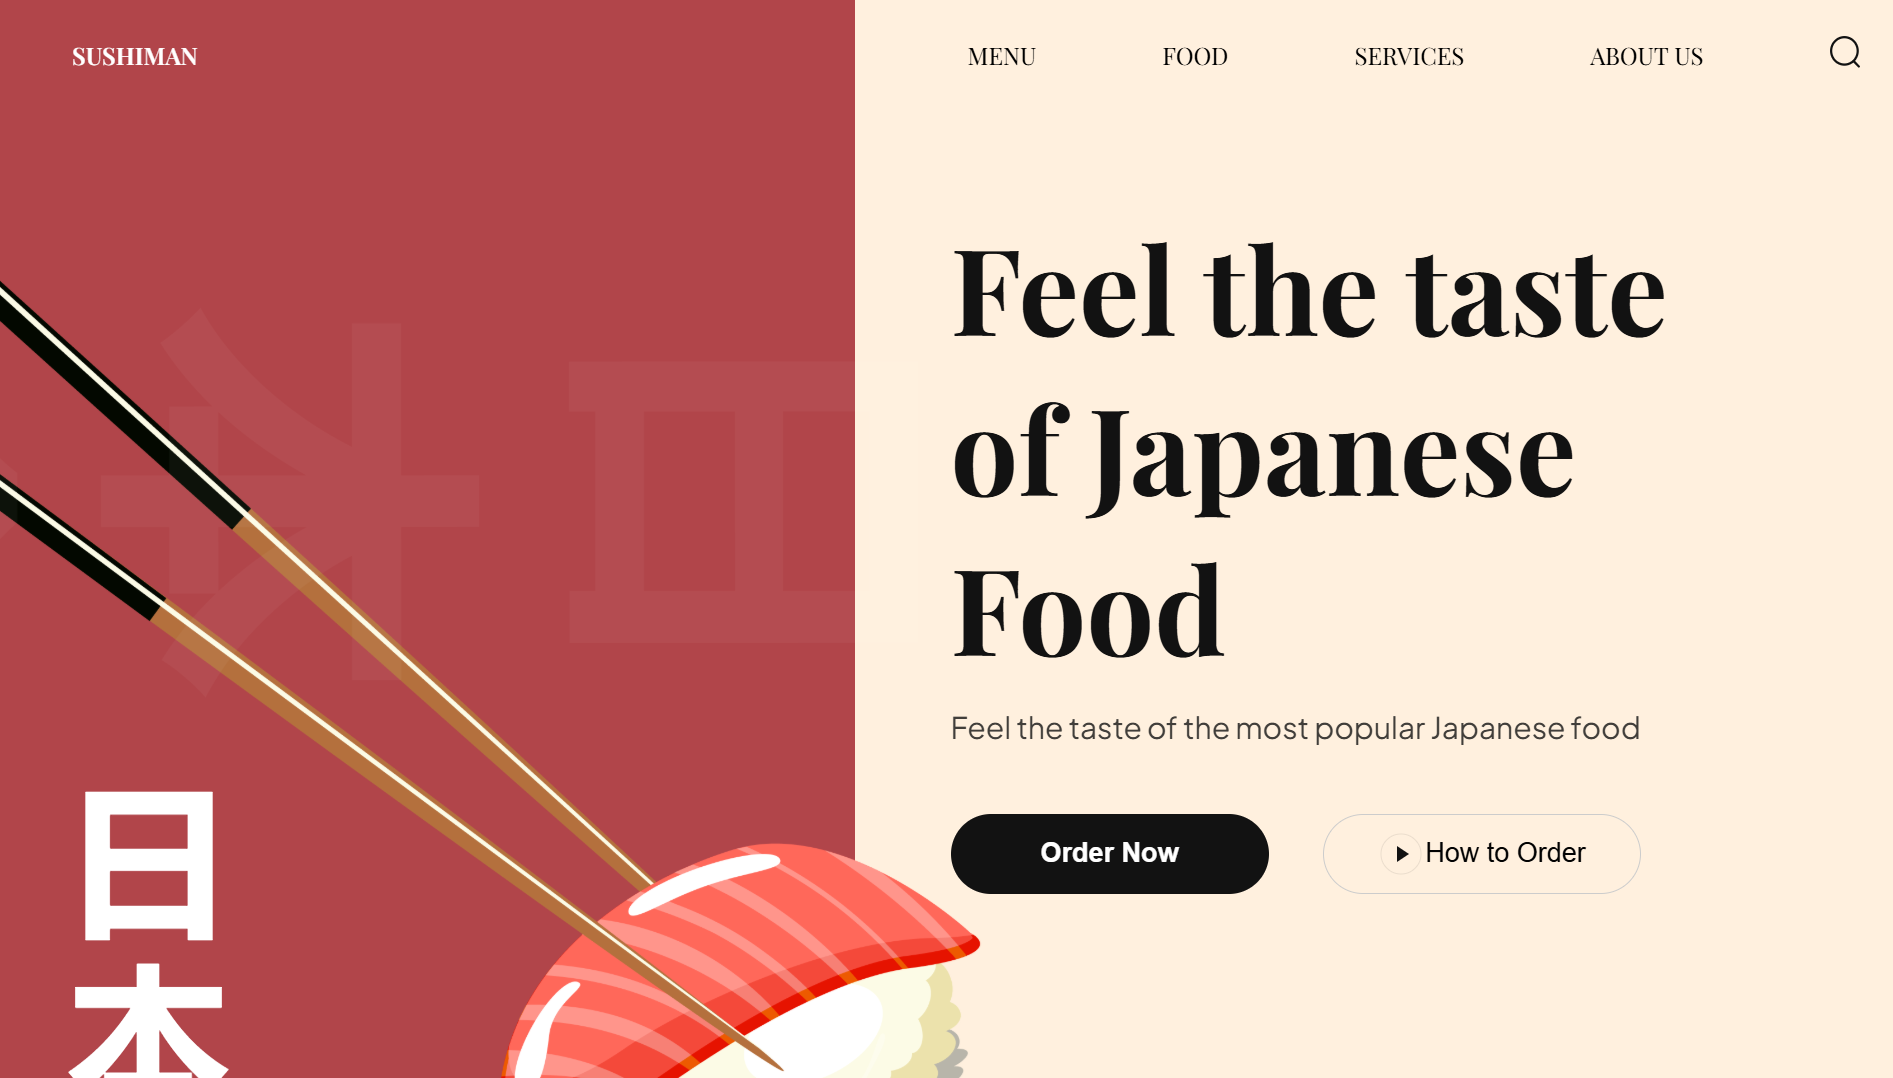 SUSHIMAN
MENU
FOOD
SERVICES
ABOUT US
Feel the taste
of Japanese
Food
Feel the taste of the most popular Japanese food
Order Now
How to Order
日
本